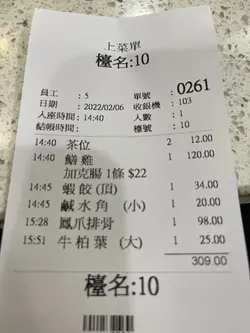 上菜單
檯名:10
員工 : 5 單號 : 0261
日期 : 2022/02/06 收銀機 : 103
入座時間 : 14:40 人數 : 1
結帳時間 : 檯號 : 10
14:40 茶位 2 12.00
14:40 鱔雞 1 120.00
加克腸 1條 $22
14:45 蝦餃(頂) 1 34.00
14:45 鹹水角 (小) 1 20.00
15:28 鳳爪排骨 1 98.00
15:51 牛柏葉 (大) 1 25.00
309.00
檯名:10